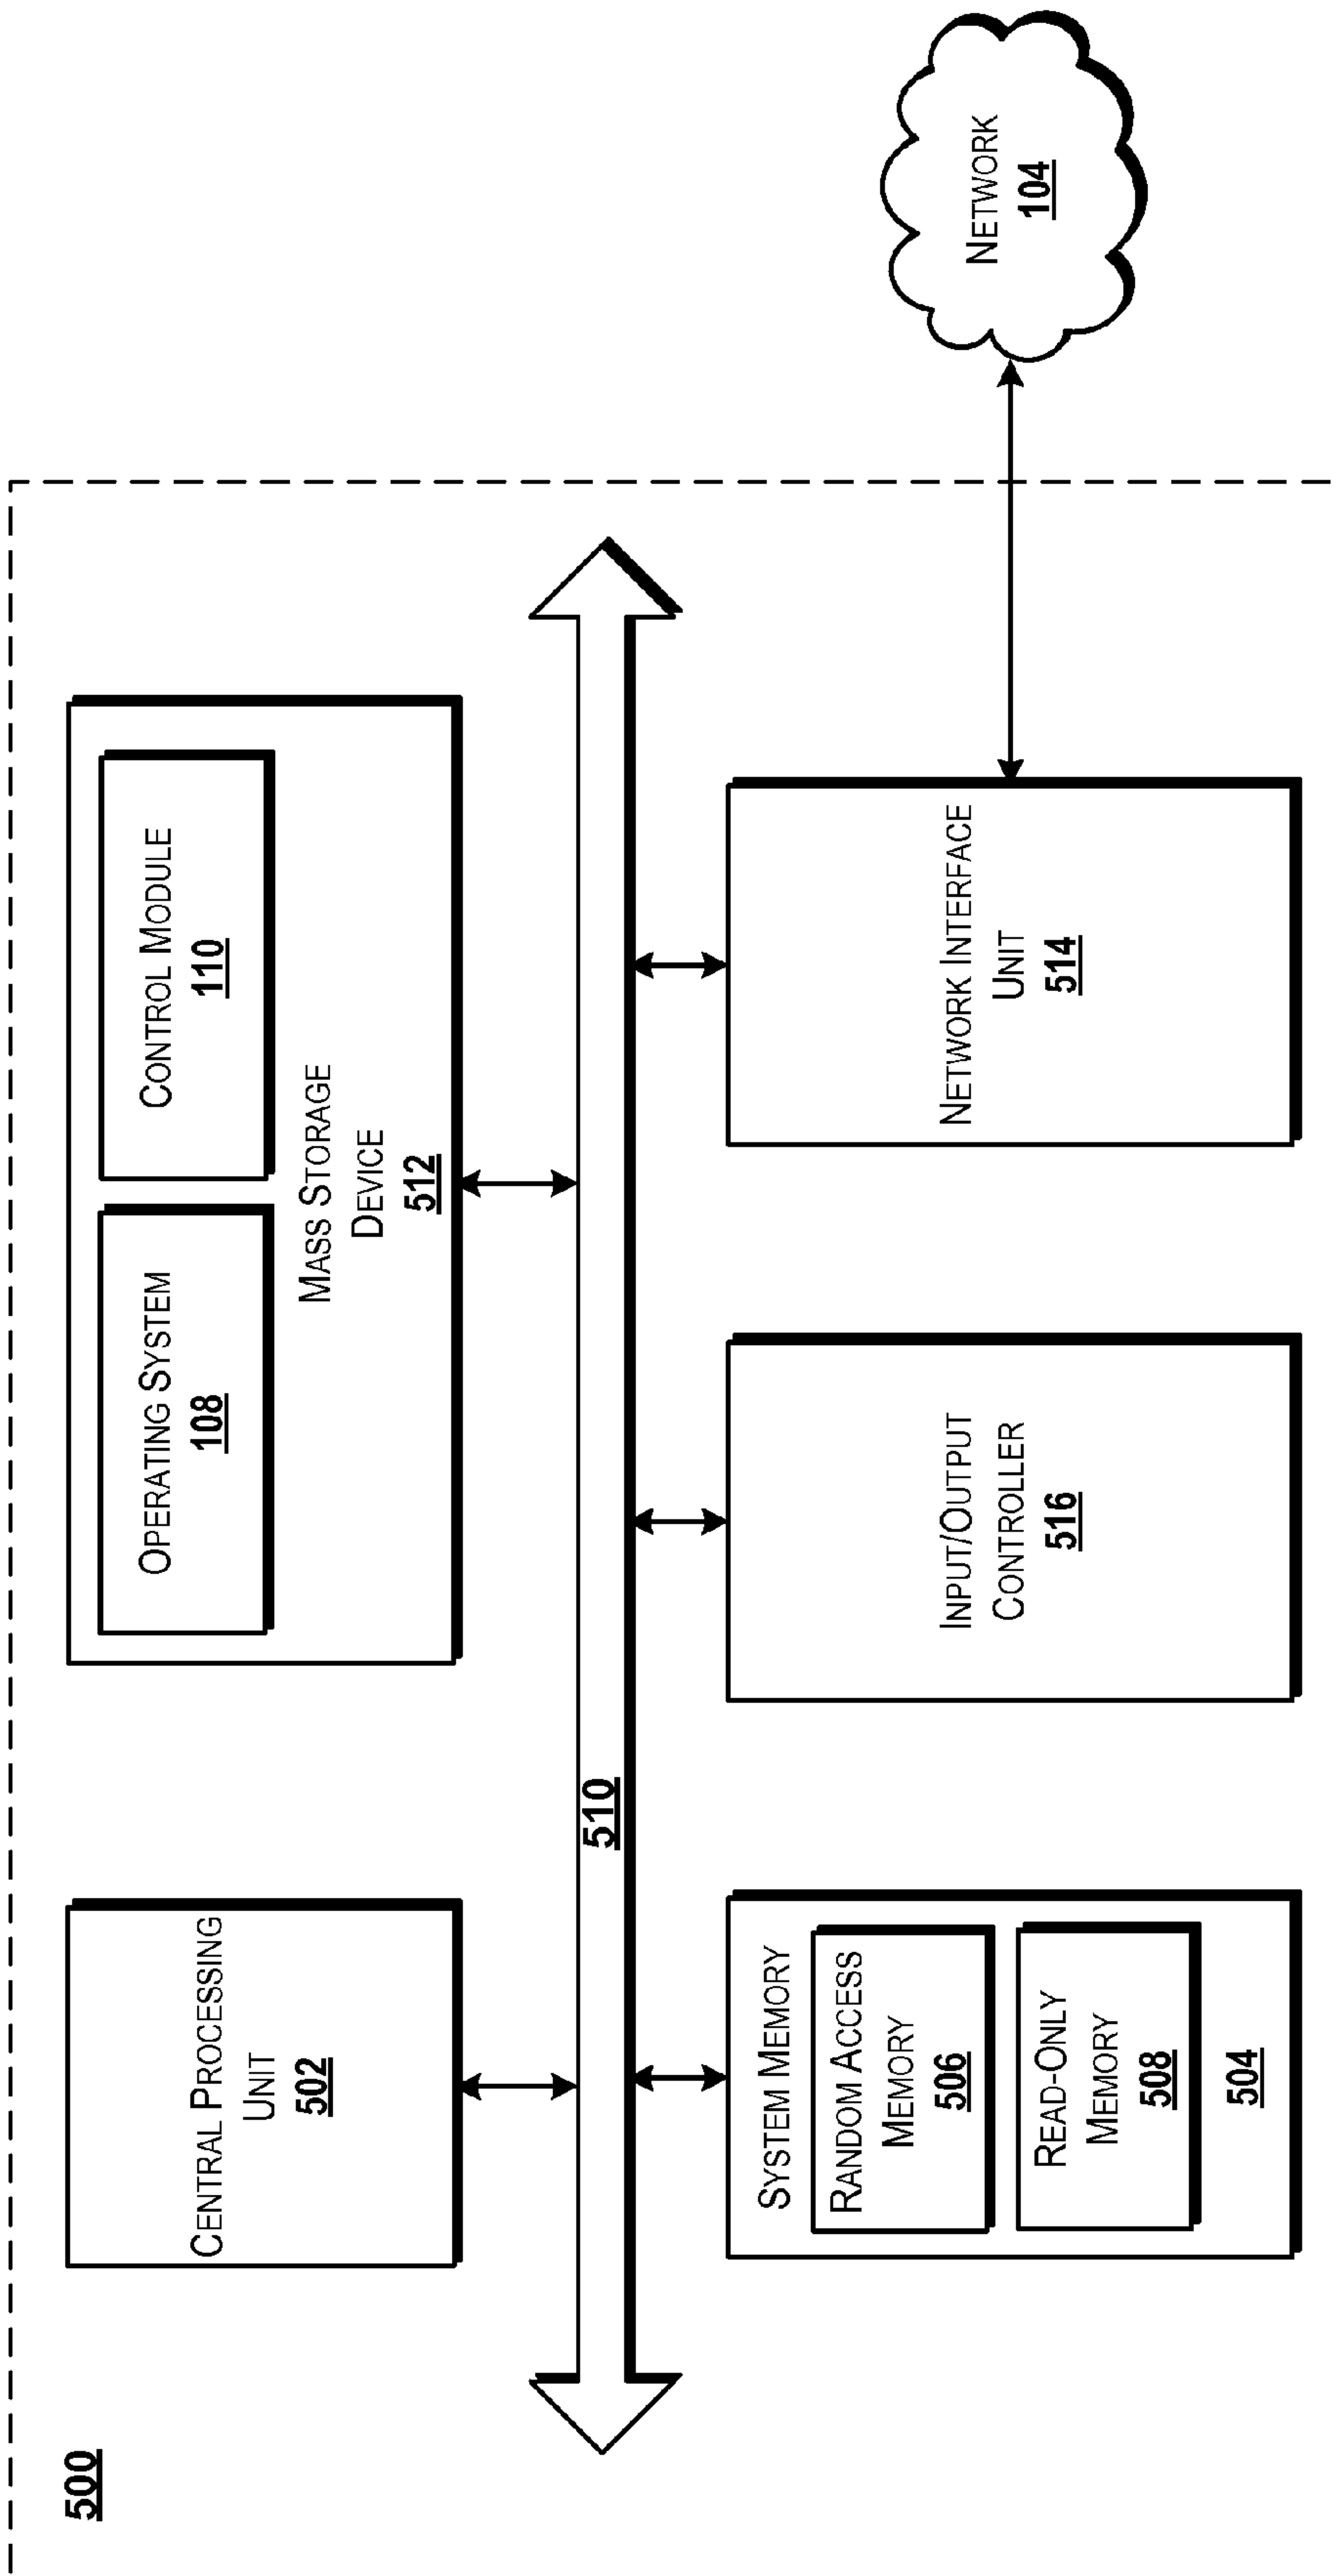 500
CENTRAL PROCESSING
UNIT
502
OPERATING SYSTEM
108
CONTROL MODULE
110
MASS STORAGE
DEVICE
512
510
SYSTEM MEMORY
RANDOM ACCESS
MEMORY
506
READ-ONLY
MEMORY
508
504
INPUT/OUTPUT
CONTROLLER
516
NETWORK INTERFACE
UNIT
514
NETWORK
104